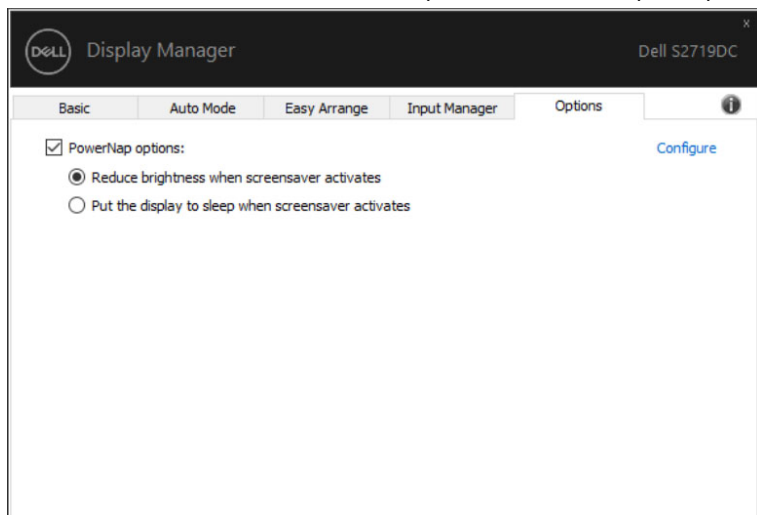 x
DELL Display Manager Dell S2719DC
Basic Auto Mode Easy Arrange Input Manager Options i
PowerNap options: Configure
Reduce brightness when screensaver activates
Put the display to sleep when screensaver activates